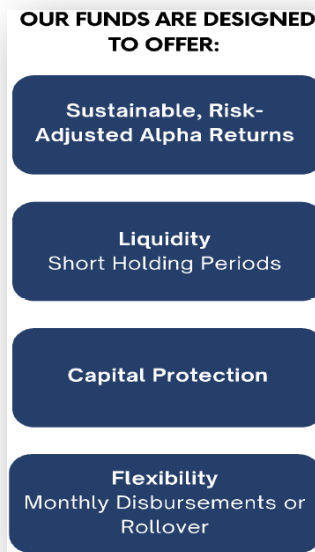 OUR FUNDS ARE DESIGNED
TO OFFER:
Sustainable, Risk-
Adjusted Alpha Returns
Liquidity
Short Holding Periods
Capital Protection
Flexibility
Monthly Disbursements or
Rollover